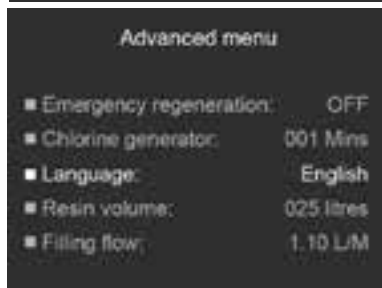 Advanced menu
Emergency regeneration: OFF
Chlorine generator: 001 Mins
Language: English
Resin volume: 025 litres
Filling flow: 1.10 L/M